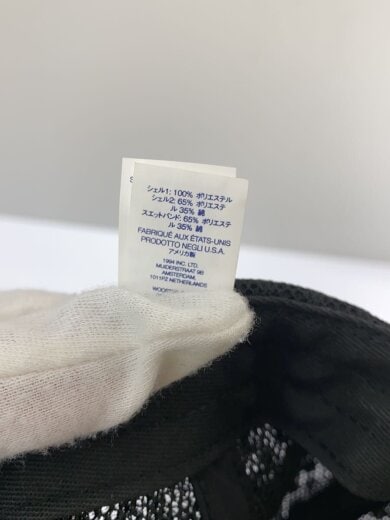 シェル1: 100% ポリエステル
シェル2: 65% ポリエステ
ル 35% 綿
スエットバンド: 65% ポリエステ
ル 35% 綿
FABRIQUÉ AUX ÉTATS-UNIS
PRODOTTO NEGLI U.S.A.
アメリカ製
1994 INC. LTD.
MUIDERSTRAAT 9B
AMSTERDAM,
1011PZ NETHERLANDS